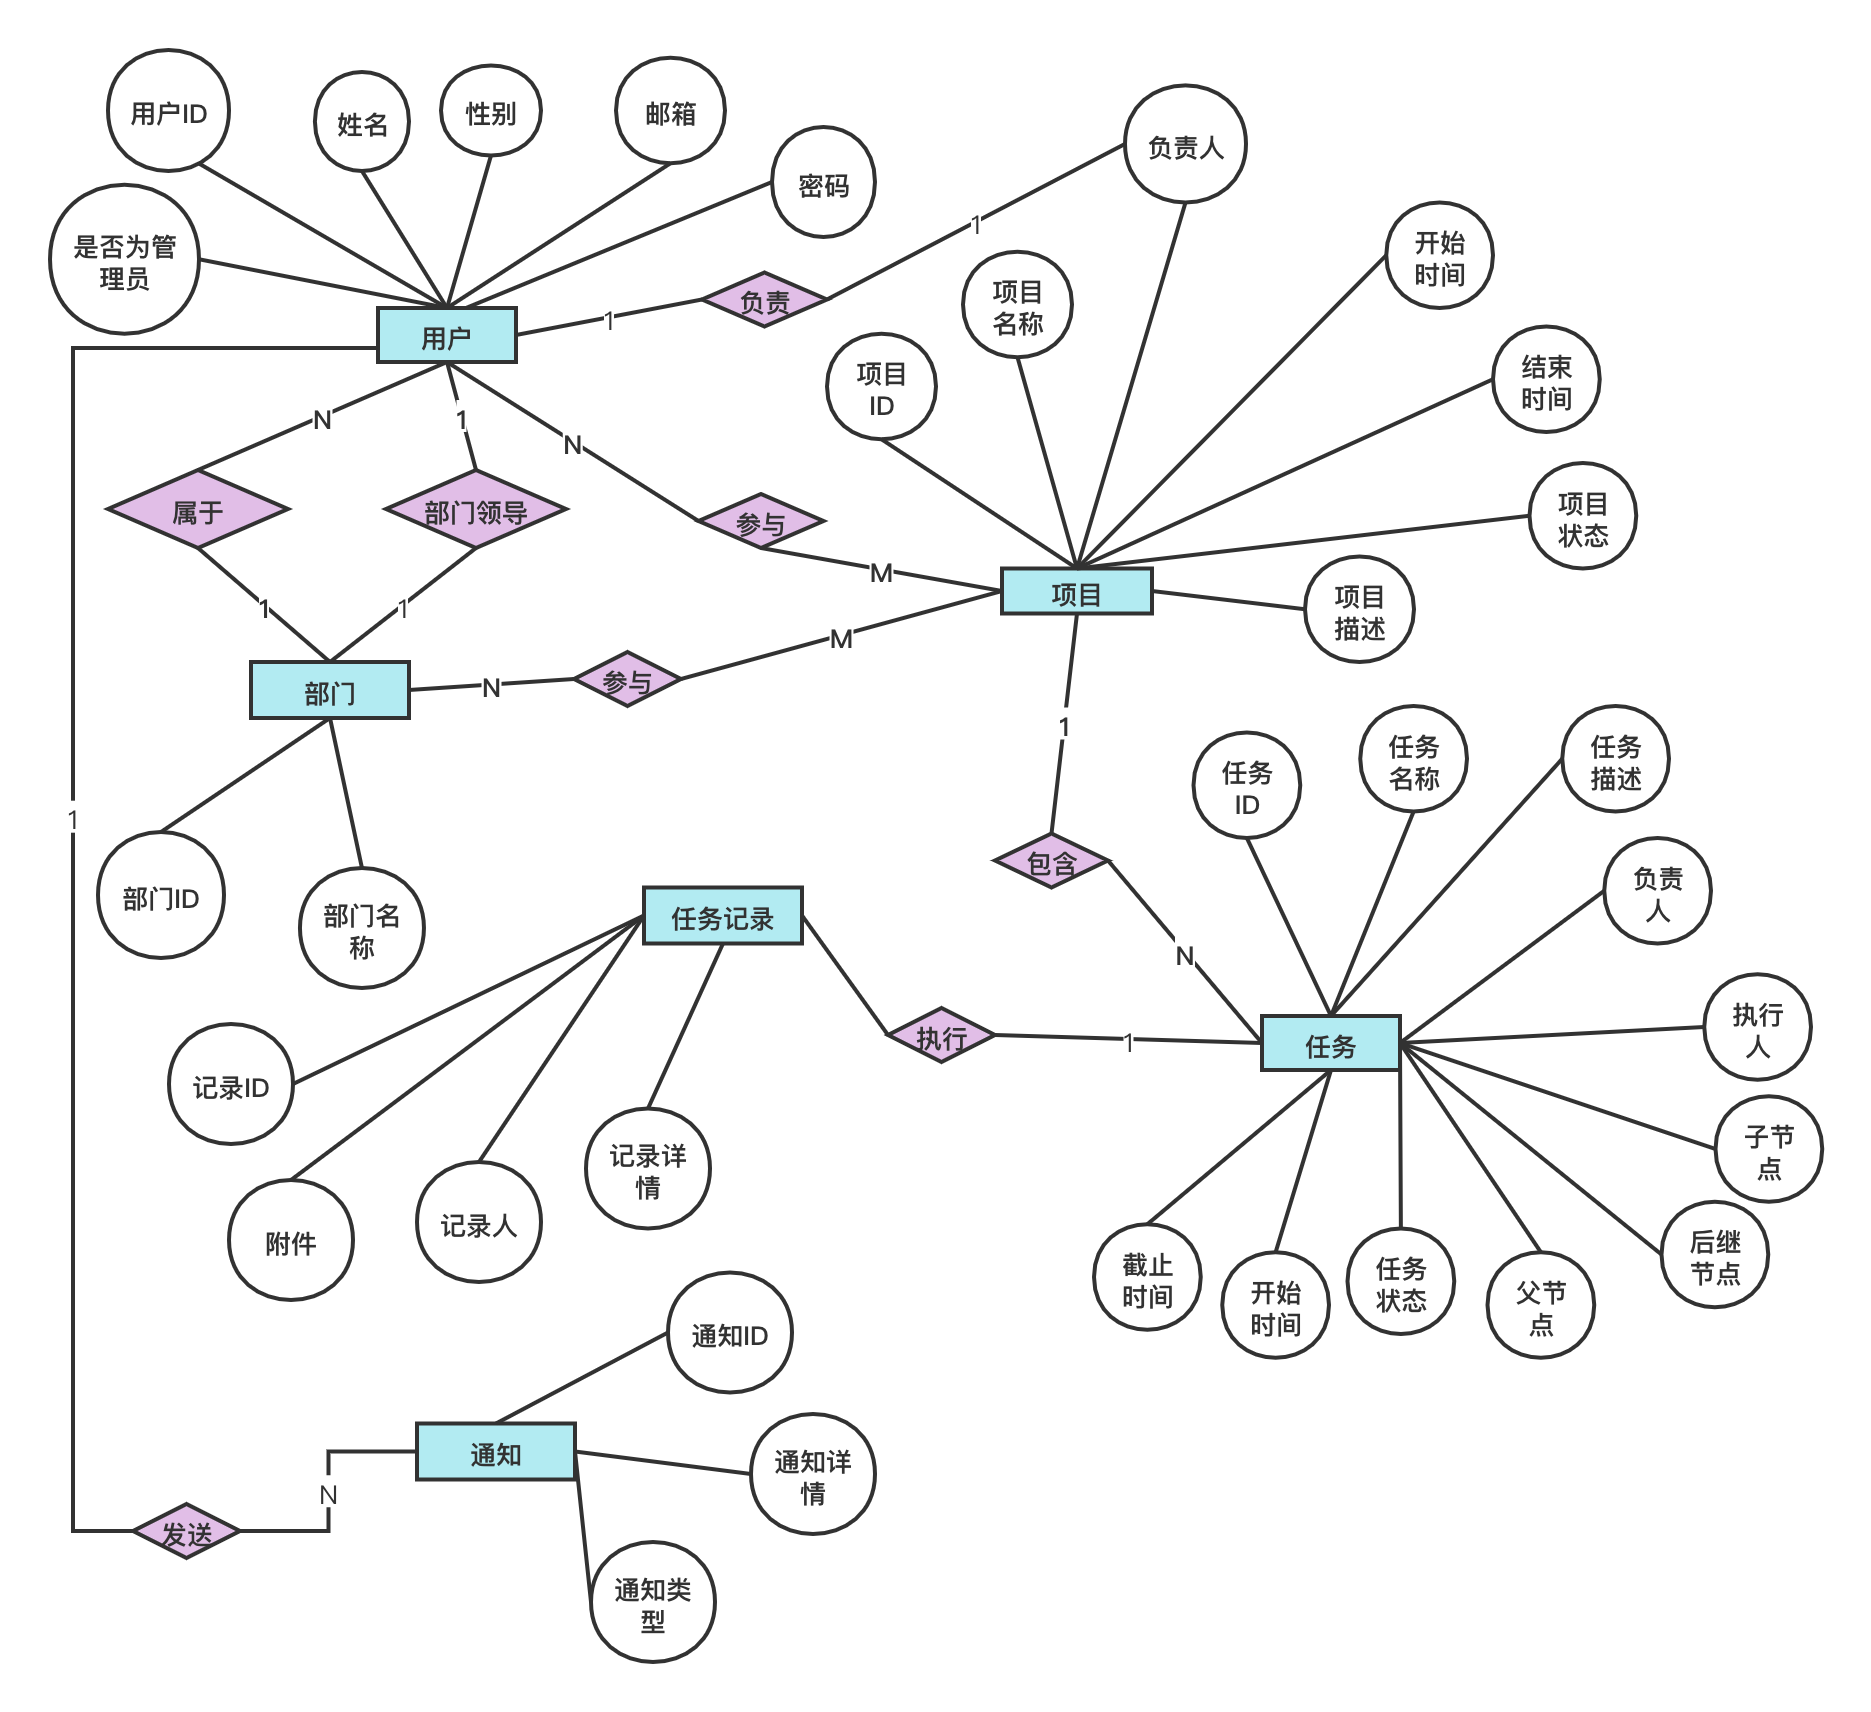 用户ID
姓名
性别
邮箱
密码
负责人
是否为管
理员
开始
时间
1
项目
名称
负责
1
用户
项目
ID
结束
时间
N
1
N
属于
部门领导
参与
项目
状态
M
项目
项目
描述
1
1
M
部门
N
参与
1
任务
ID
任务
名称
任务
描述
1
包含
负责
人
部门ID
部门名
称
任务记录
N
执行
1
任务
执行
人
记录ID
子节
点
记录详
情
附件
记录人
截止
时间
开始
时间
任务
状态
父节
点
后继
节点
通知ID
通知
通知详
情
N
发送
通知类
型